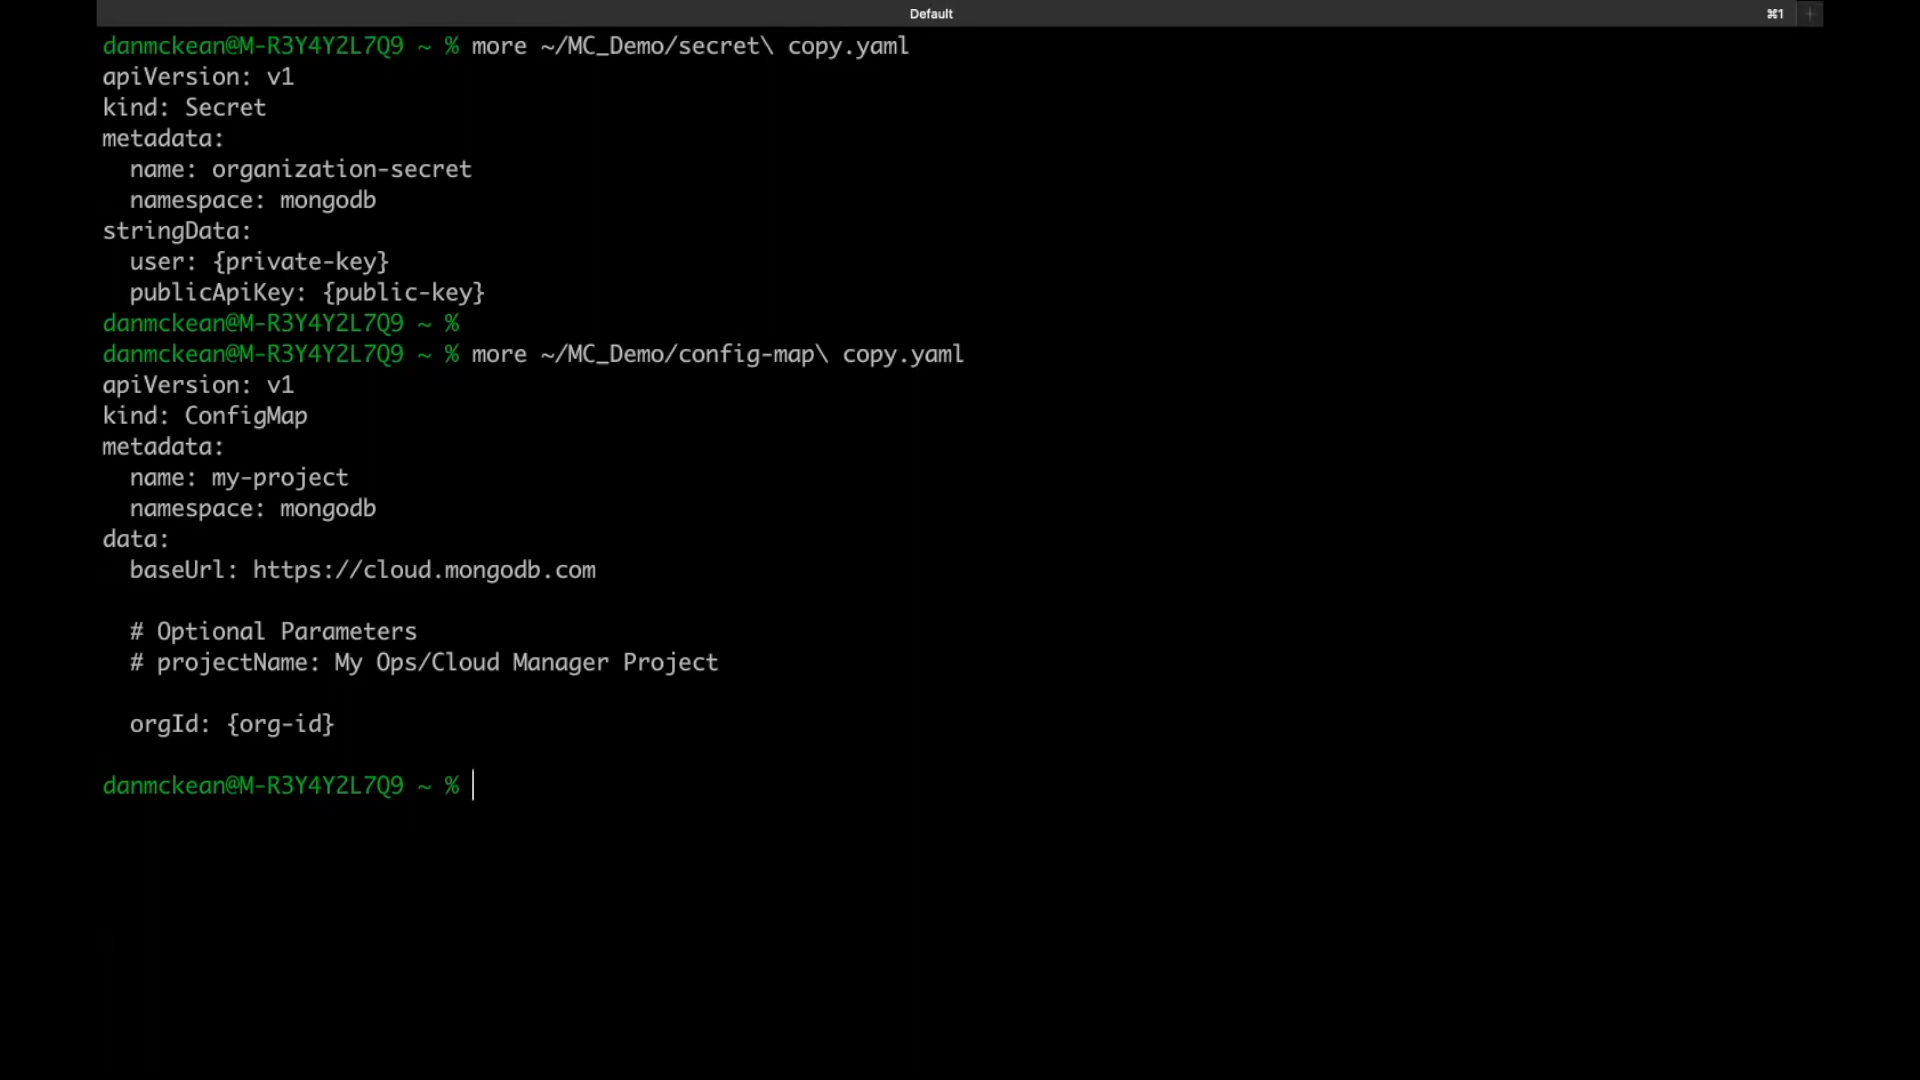 Default
⌘1
+
danmckean@M-R3Y4Y2L7Q9 ~ % more ~/MC_Demo/secret\ copy.yaml
apiVersion: v1
kind: Secret
metadata:
  name: organization-secret
  namespace: mongodb
stringData:
  user: {private-key}
  publicApiKey: {public-key}
danmckean@M-R3Y4Y2L7Q9 ~ %
danmckean@M-R3Y4Y2L7Q9 ~ % more ~/MC_Demo/config-map\ copy.yaml
apiVersion: v1
kind: ConfigMap
metadata:
  name: my-project
  namespace: mongodb
data:
  baseUrl: https://cloud.mongodb.com
  # Optional Parameters
  # projectName: My Ops/Cloud Manager Project
  orgId: {org-id}
danmckean@M-R3Y4Y2L7Q9 ~ %